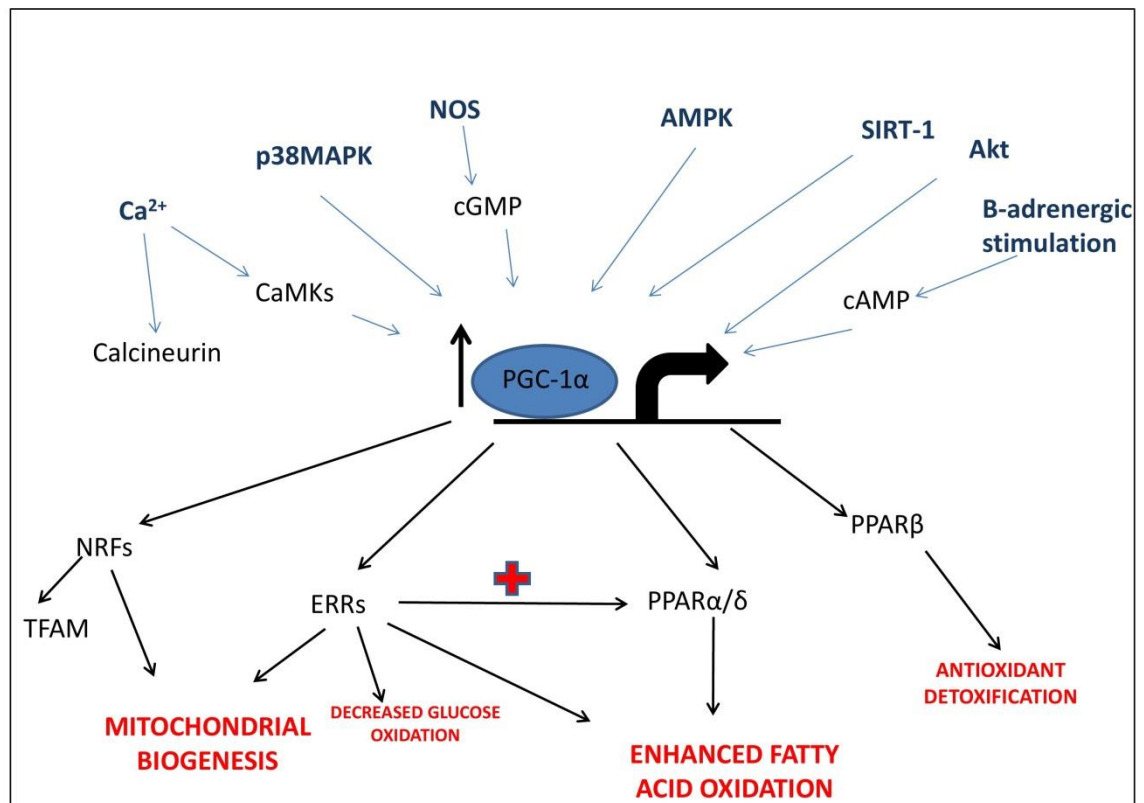 NOS
AMPK
SIRT-1
Akt
p38MAPK
cGMP
Ca²⁺
B-adrenergic
stimulation
CaMKs
cAMP
Calcineurin
PGC-1α
NRFs
PPARβ
TFAM
ERRs
PPARα/δ
ANTIOXIDANT
DETOXIFICATION
MITOCHONDRIAL
BIOGENESIS
DECREASED GLUCOSE
OXIDATION
ENHANCED FATTY
ACID OXIDATION